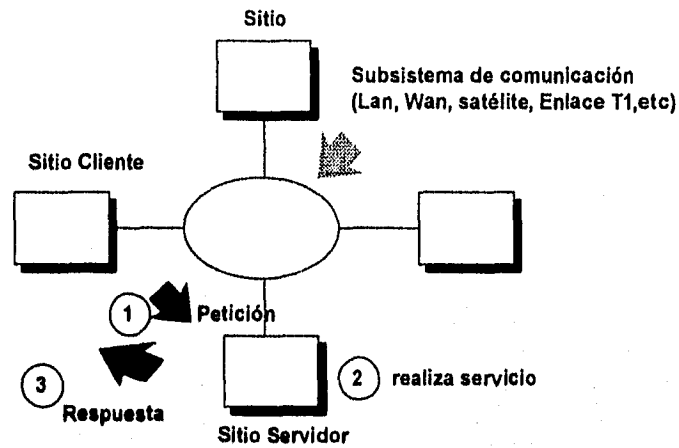 Sitio
Subsistema de comunicación
(Lan, Wan, satélite, Enlace T1,etc)
Sitio Cliente
1
Petición
3
Respuesta
2
realiza servicio
Sitio Servidor